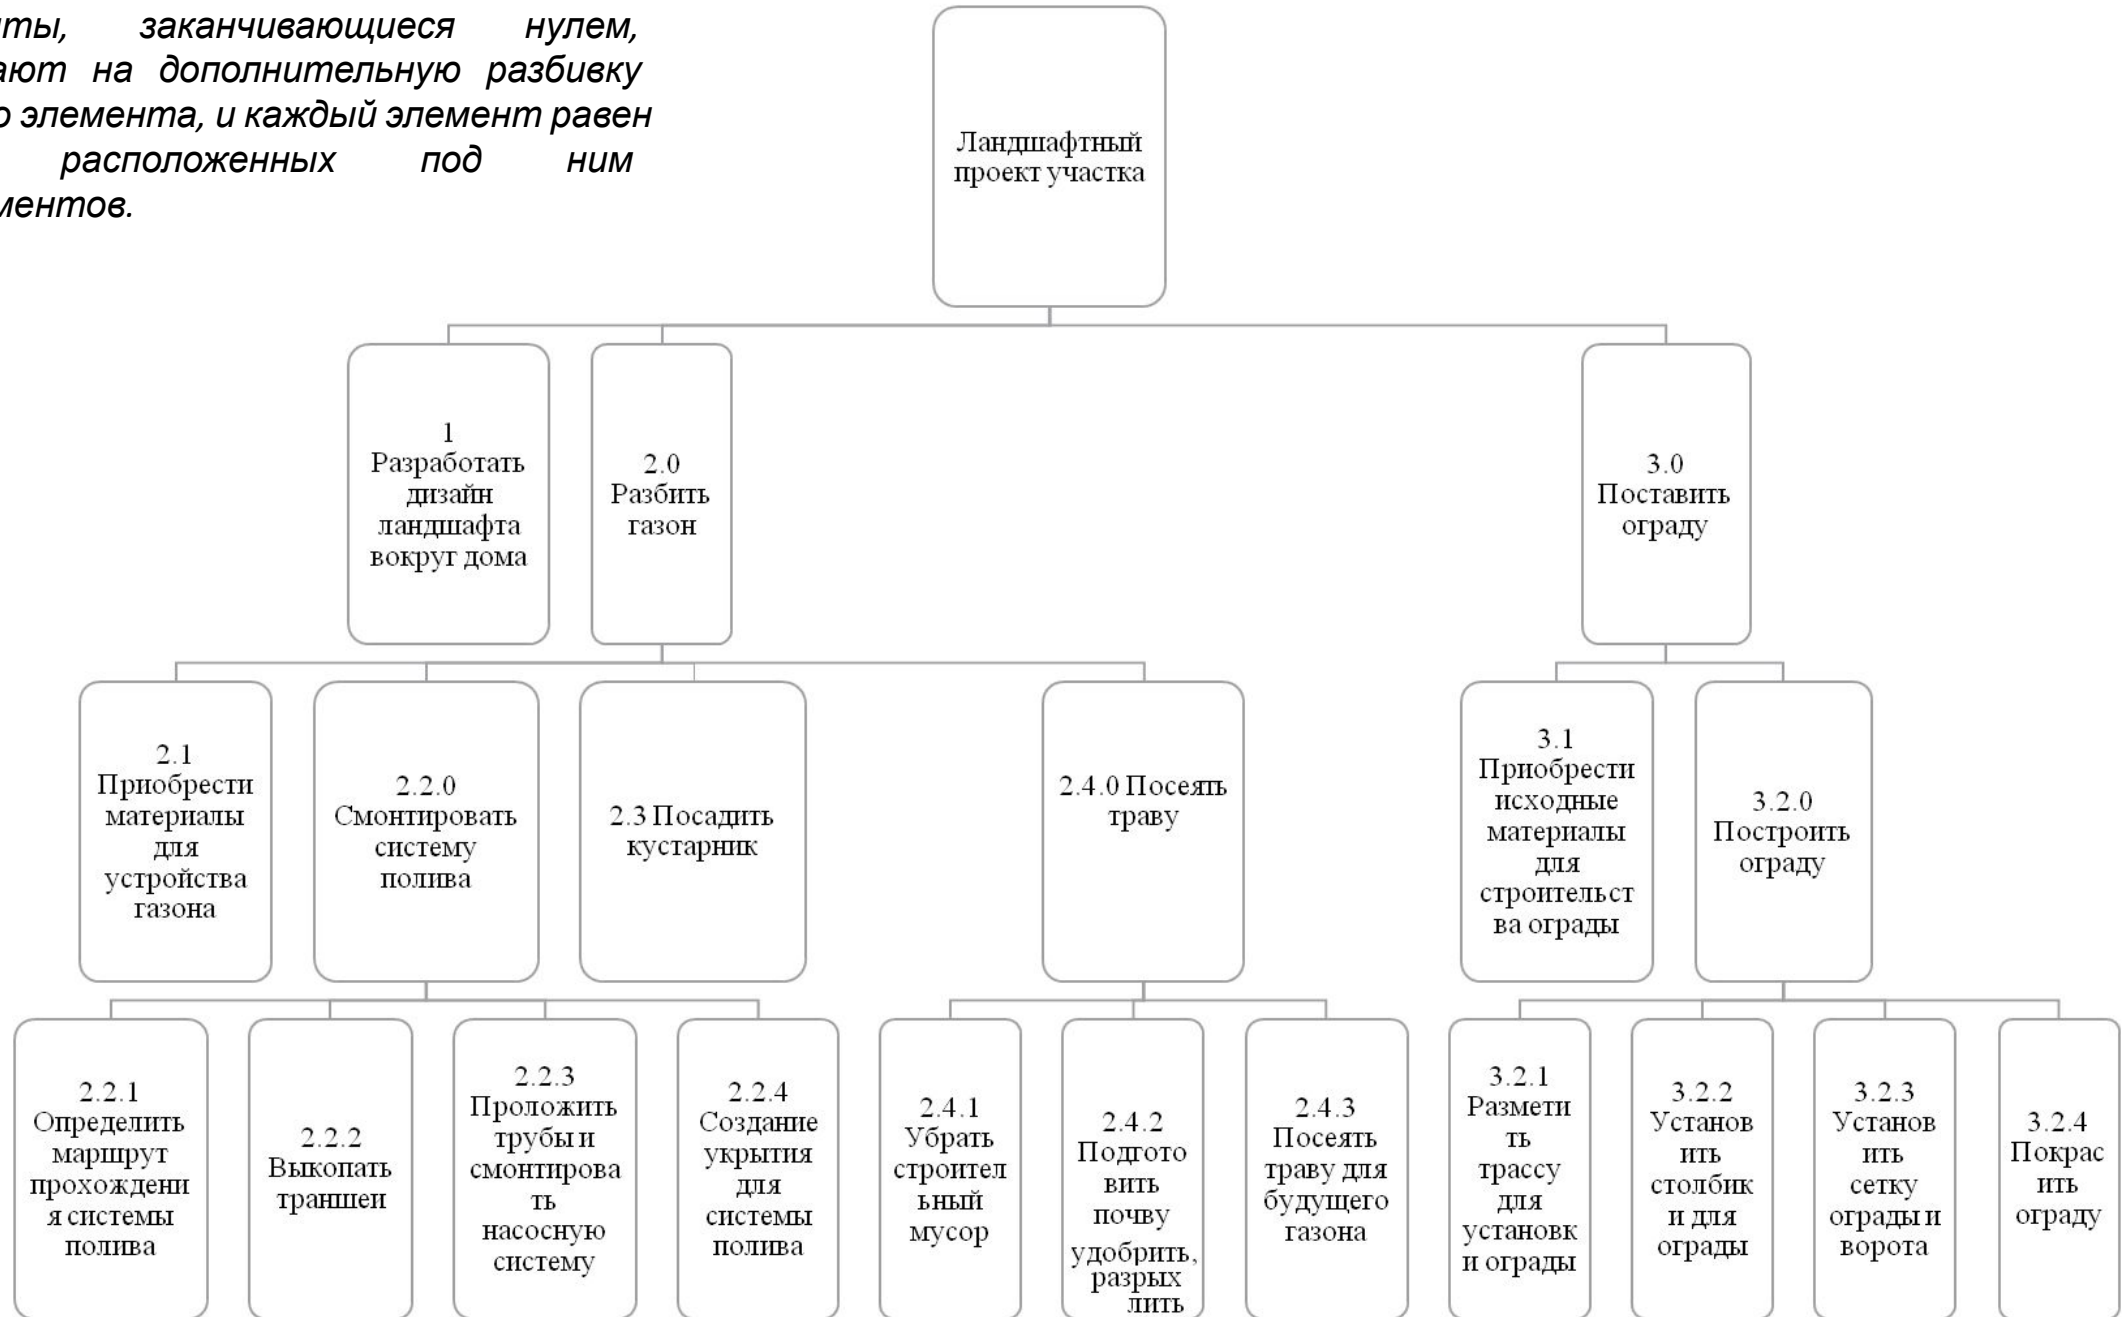 заканчивающиеся нулем,
на дополнительную разбивку
элемента, и каждый элемент равен
расположенных под ним
Ландшафтный
проект участка
1
Разработать
дизайн
ландшафта
вокруг дома
2.0
Разбить
газон
3.0
Поставить
ограду
2.1
Приобрести
материалы
для
устройства
газона
2.2.0
Смонтировать
систему
полива
2.3 Посадить
кустарник
2.4.0 Посеять
траву
3.1
Приобрести
исходные
материалы
для
строительст
ва ограды
3.2.0
Построить
ограду
2.2.1
Определить
маршрут
прохождени
я системы
полива
2.2.2
Выкопать
траншеи
2.2.3
Проложить
трубы и
смонтирова
ть
насосную
систему
2.2.4
Создание
укрытия
для
системы
полива
2.4.1
Убрать
строител
ьный
мусор
2.4.2
Подгото
вить
почву
удобрить,
разрых
лить
2.4.3
Посеять
траву для
будущего
газона
3.2.1
Размети
ть
трассу
для
установк
и ограды
3.2.2
Установ
ить
столбик
и для
ограды
3.2.3
Установ
ить
сетку
ограды и
ворота
3.2.4
Покрас
ить
ограду